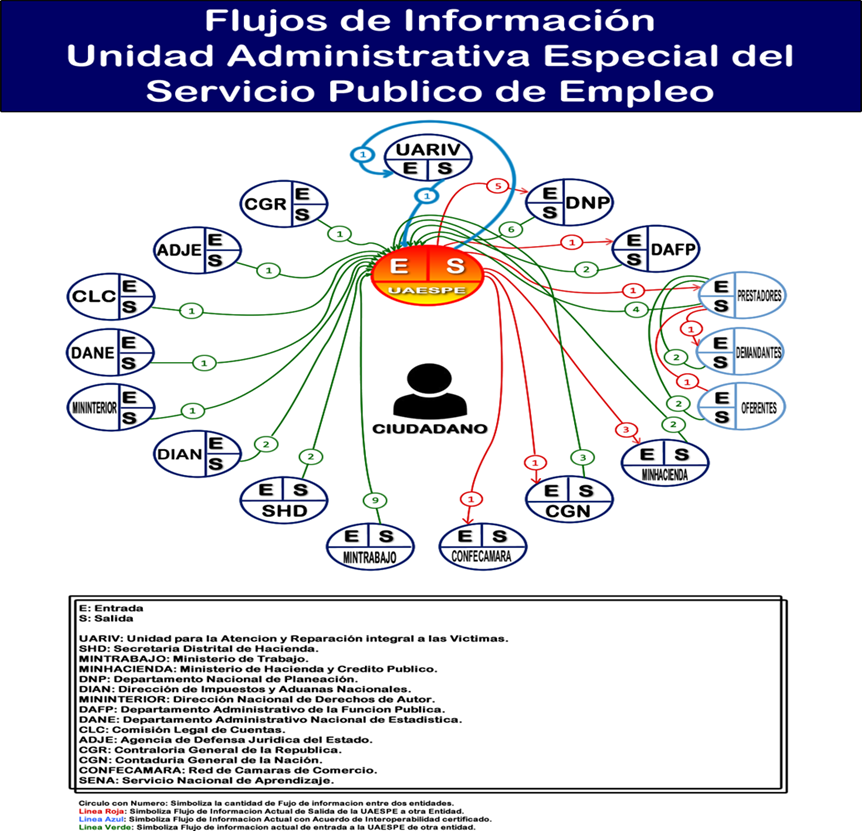 Flujos de Información
Unidad Administrativa Especial del
Servicio Publico de Empleo
1
UARIV
E S
1
5
E
S
DNP
CGR
E
S
1
6
ADJE
E
S
1
1
E
S
DAFP
2
E S
UAESPE
CLC
E
S
1
1
4
E
S
PRESTADORES
1
DANE
E
S
1
2
E
S
DEMANDANTES
1
MININTERIOR
E
S
1
2
E
S
OFERENTES
CIUDADANO
2
3
DIAN
E
S
2
2
1
3
E S
MINHACIENDA
E S
SHD
9
1
E S
CGN
E S
MINTRABAJO
E S
CONFECAMARA
E: Entrada
S: Salida
UARIV: Unidad para la Atencion y Reparación integral a las Victimas.
SHD: Secretaria Distrital de Hacienda.
MINTRABAJO: Ministerio de Trabajo.
MINHACIENDA: Ministerio de Hacienda y Credito Publico.
DNP: Departamento Nacional de Planeación.
DIAN: Dirección de Impuestos y Aduanas Nacionales.
MININTERIOR: Dirección Nacional de Derechos de Autor.
DAFP: Departamento Administrativo de la Funcion Publica.
DANE: Departamento Administrativo Nacional de Estadistica.
CLC: Comisión Legal de Cuentas.
ADJE: Agencia de Defensa Juridica del Estado.
CGR: Contraloria General de la Republica.
CGN: Contaduria General de la Nación.
CONFECAMARA: Red de Camaras de Comercio.
SENA: Servicio Nacional de Aprendizaje.
Circulo con Numero: Simboliza la cantidad de Fujo de informacion entre dos entidades.
Linea Roja: Simboliza Flujo de Informacion Actual de Salida de la UAESPE a otra Entidad.
Linea Azul: Simboliza Flujo de Informacion Actual con Acuerdo de Interoperabilidad certificado.
Linea Verde: Simboliza Flujo de informacion actual de entrada a la UAESPE de otra entidad.